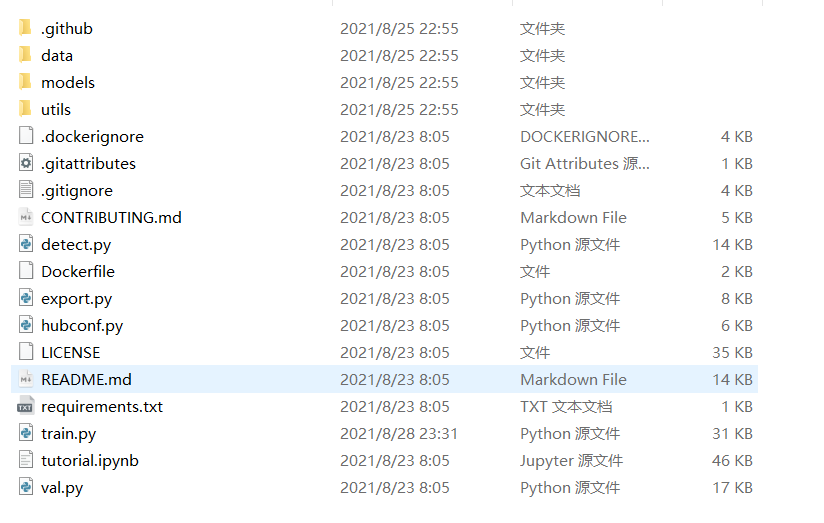 .github 2021/8/25 22:55 文件夹
data 2021/8/25 22:55 文件夹
models 2021/8/25 22:55 文件夹
utils 2021/8/25 22:55 文件夹
.dockerignore 2021/8/23 8:05 DOCKERIGNORE... 4 KB
.gitattributes 2021/8/23 8:05 Git Attributes 源... 1 KB
.gitignore 2021/8/23 8:05 文本文档 4 KB
CONTRIBUTING.md 2021/8/23 8:05 Markdown File 5 KB
detect.py 2021/8/23 8:05 Python 源文件 14 KB
Dockerfile 2021/8/23 8:05 文件 2 KB
export.py 2021/8/23 8:05 Python 源文件 8 KB
hubconf.py 2021/8/23 8:05 Python 源文件 6 KB
LICENSE 2021/8/23 8:05 文件 35 KB
README.md 2021/8/23 8:05 Markdown File 14 KB
requirements.txt 2021/8/23 8:05 TXT 文本文档 1 KB
train.py 2021/8/28 23:31 Python 源文件 31 KB
tutorial.ipynb 2021/8/23 8:05 Jupyter 源文件 46 KB
val.py 2021/8/23 8:05 Python 源文件 17 KB